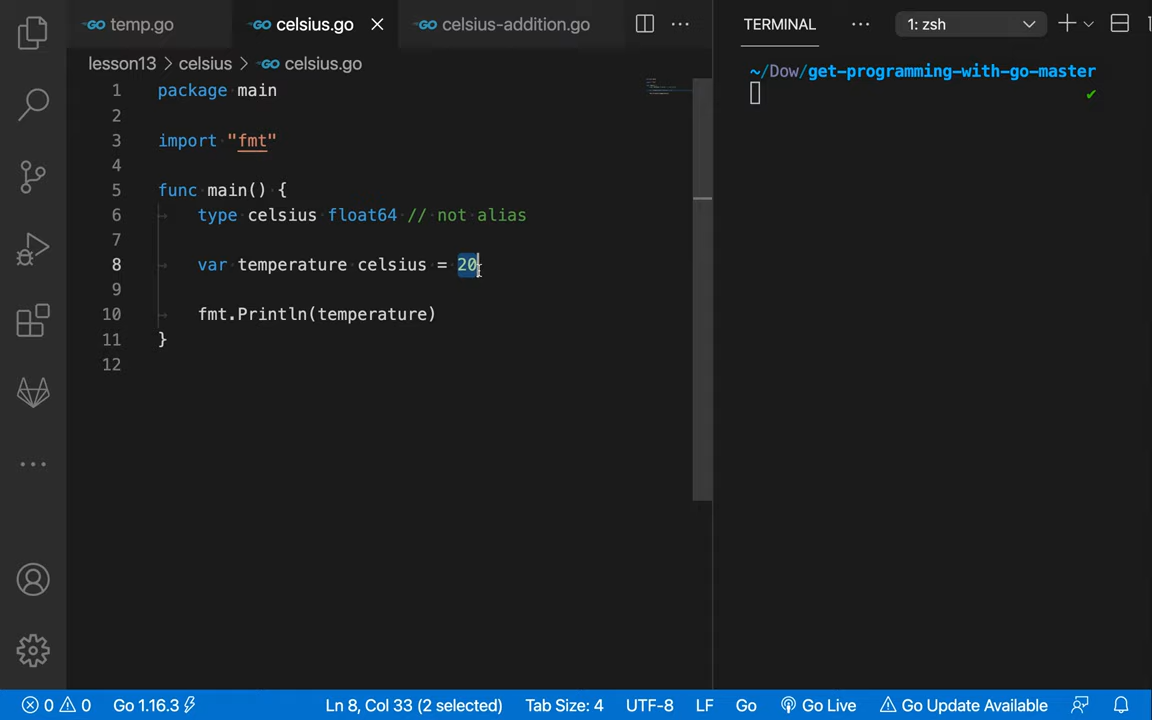 temp.go
celsius.go
celsius-addition.go
lesson13 > celsius > celsius.go
1 package main
2
3 import "fmt"
4
5 func main() {
6 type celsius float64 // not alias
7
8 var temperature celsius = 20
9
10 fmt.Println(temperature)
11 }
12
TERMINAL
1: zsh
~/Dow/get-programming-with-go-master
0 0 Go 1.16.3 Ln 8, Col 33 (2 selected) Tab Size: 4 UTF-8 LF Go Go Live Go Update Available